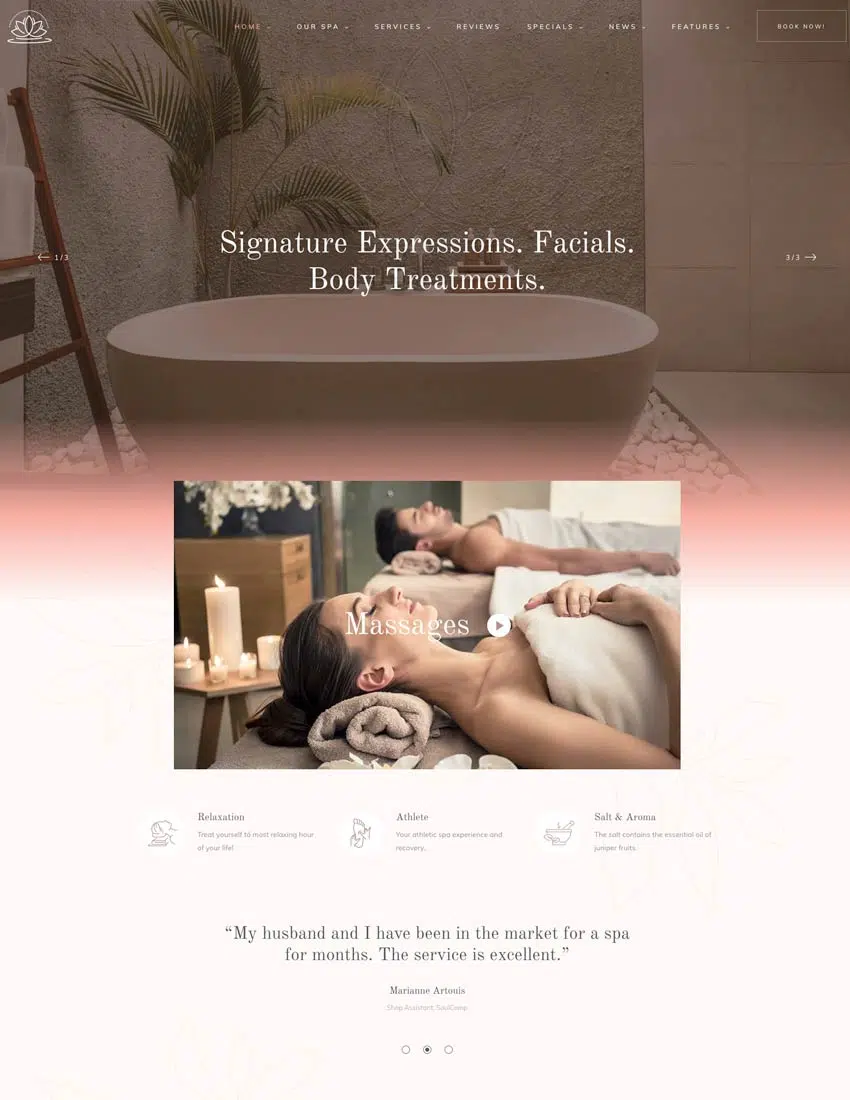 HOME
OUR SPA
SERVICES
REVIEWS
SPECIALS
NEWS
FEATURES
BOOK NOW!
Signature Expressions. Facials.
Body Treatments.
1/3
3/3
Massages
Relaxation
Treat yourself to most relaxing hour
of your life!
Athlete
Your athletic spa experience and
recovery.
Salt & Aroma
The salt contains the essential oil of
juniper fruits.
“My husband and I have been in the market for a spa
for months. The service is excellent.”
Marianne Artouis
Shop Assistant, SoulComp.